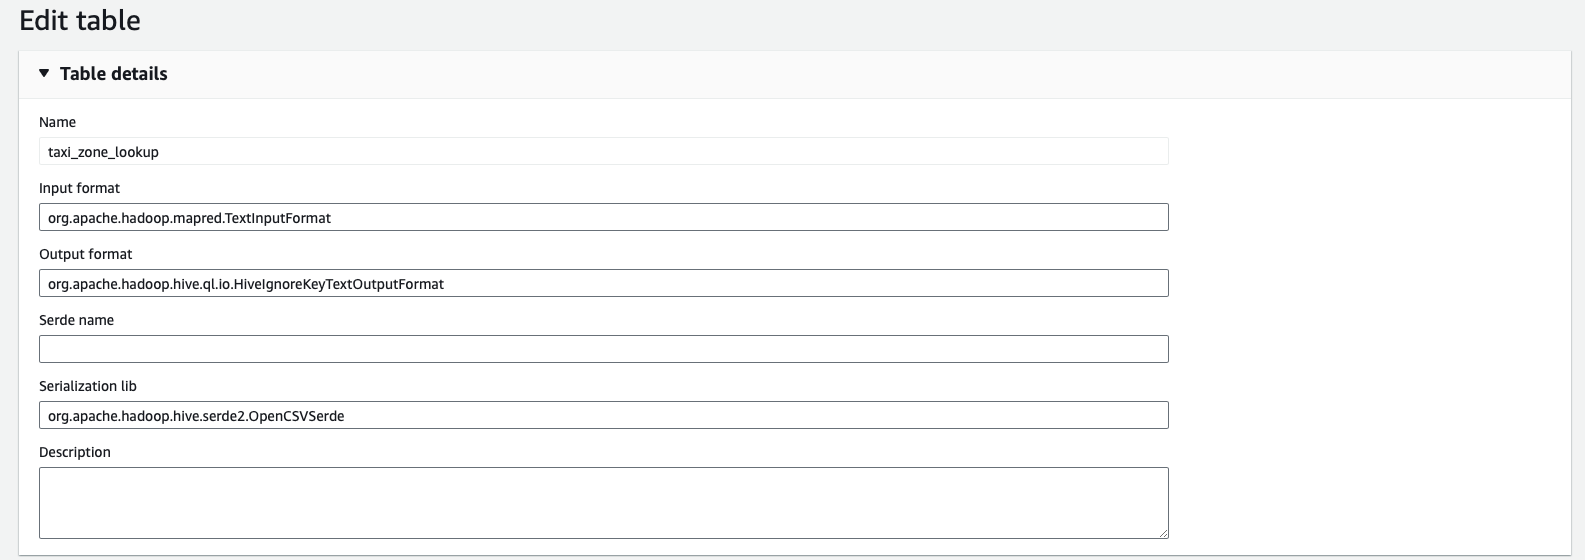 Edit table
Table details
Name
taxi_zone_lookup
Input format
org.apache.hadoop.mapred.TextInputFormat
Output format
org.apache.hadoop.hive.ql.io.HiveIgnoreKeyTextOutputFormat
Serde name
Serialization lib
org.apache.hadoop.hive.serde2.OpenCSVSerde
Description